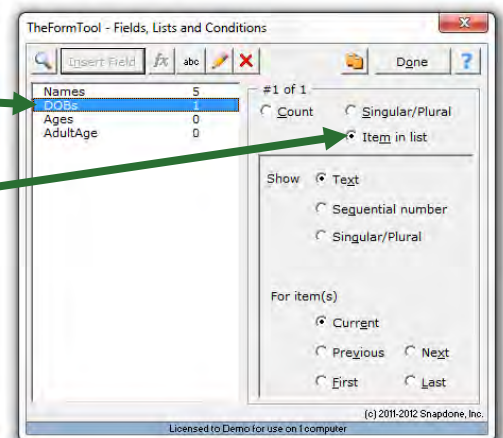 TheFormTool - Fields, Lists and Conditions
Insert Field fx abc Done ?
Names 5
DOBs 1
Ages 0
AdultAge 0
#1 of 1
Count Singular/Plural
Item in list
Show Text
Sequential number
Singular/Plural
For item(s)
Current
Previous Next
First Last
(c) 2011-2012 Snapdone, Inc.
Licensed to Demo for use on 1 computer